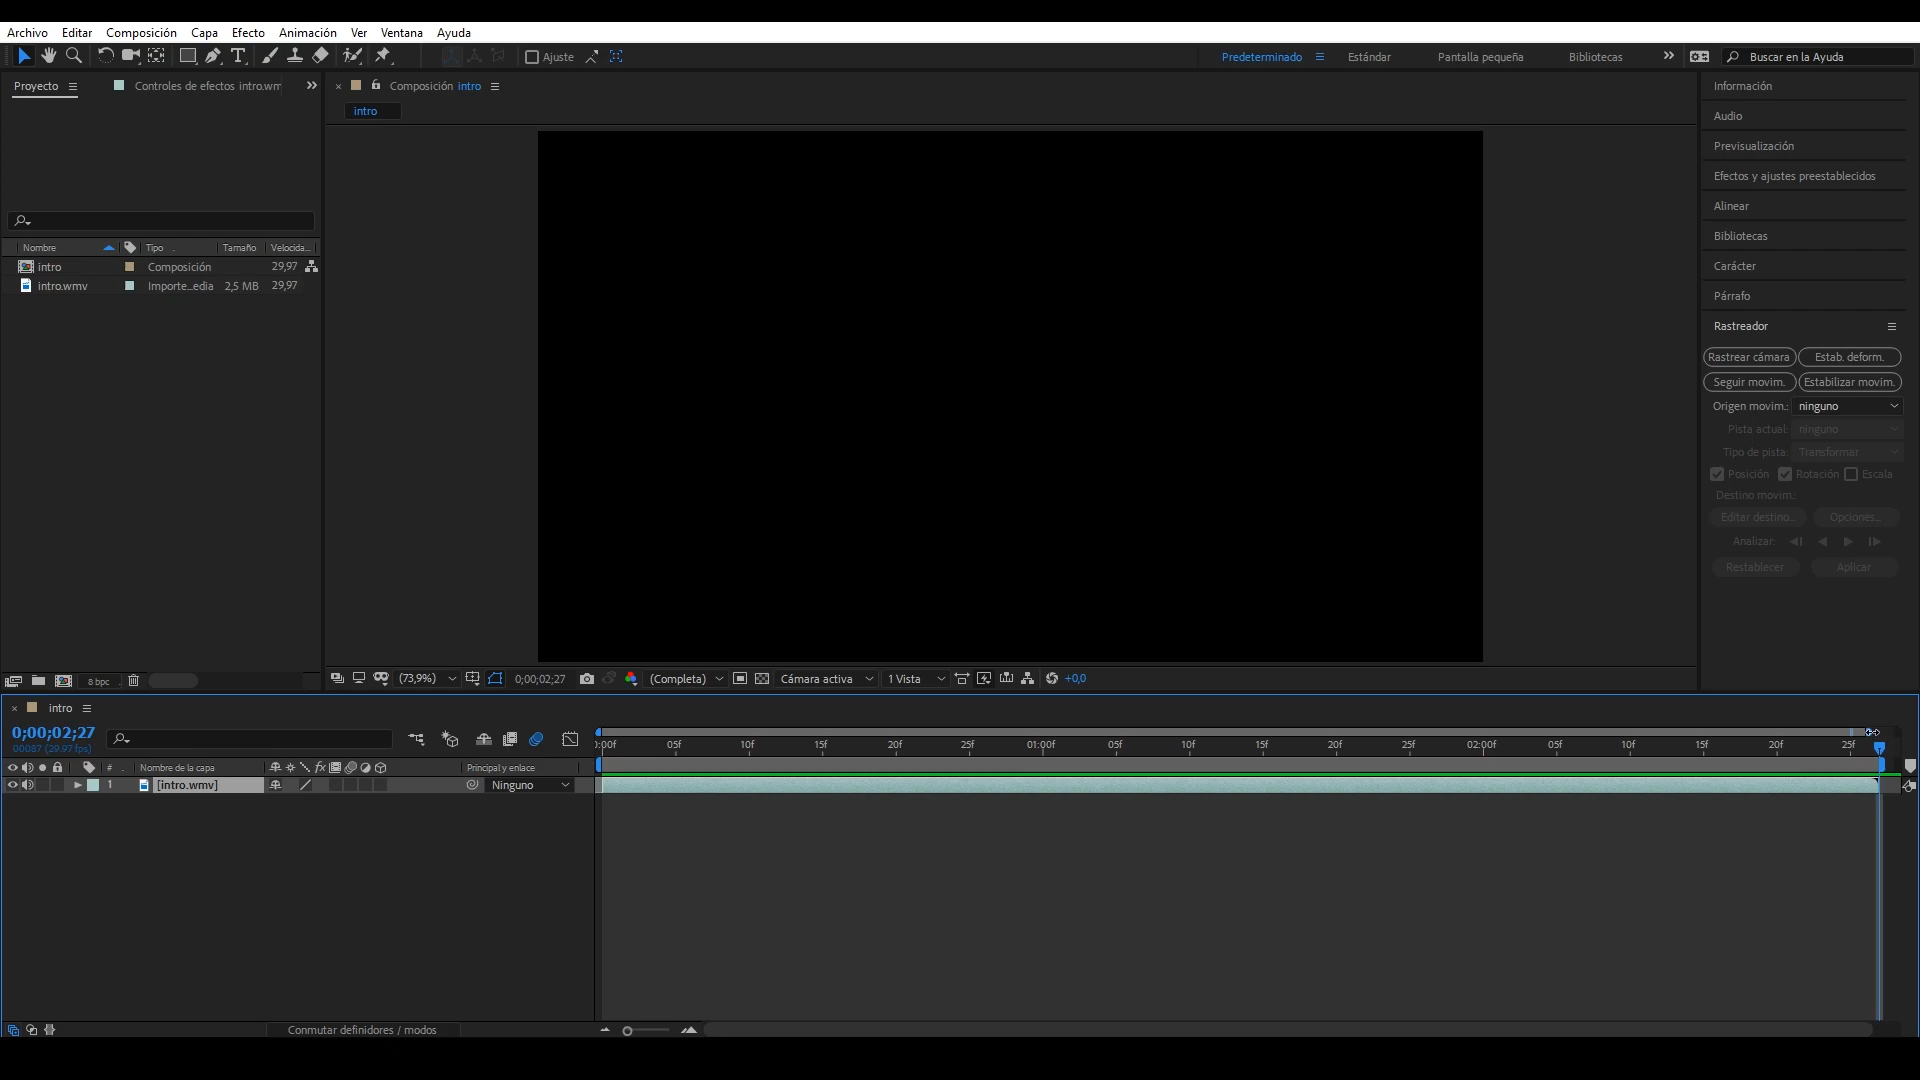 Archivo Editar Composición Capa Efecto Animación Ver Ventana Ayuda
Ajuste Predeterminado Estándar Pantalla pequeña Bibliotecas Buscar en la Ayuda
Proyecto Controles de efectos intro.wm
Composición intro
intro
Nombre Tipo Tamaño Velocida...
intro Composición 29,97
intro.wmv Importe...edia 2,5 MB 29,97
8 bpc
(73,9%) 0;00;02;27 (Completa) Cámara activa 1 Vista +0,0
Información
Audio
Previsualización
Efectos y ajustes preestablecidos
Alinear
Bibliotecas
Carácter
Párrafo
Rastreador
Rastrear cámara Estab. deform.
Seguir movim. Estabilizar movim.
Origen movim.: ninguno
Pista actual: ninguno
Tipo de pista: Transformar
Posición Rotación Escala
Destino movim.:
Editar destino... Opciones...
Analizar:
Restablecer Aplicar
intro
0;00;02;27
00087 (29.97 fps)
):00f 05f 10f 15f 20f 25f 01:00f 05f 10f 15f 20f 25f 02:00f 05f 10f 15f 20f 25f
# Nombre de la capa fx Principal y enlace
1 [intro.wmv] Ninguno
Conmutar definidores / modos